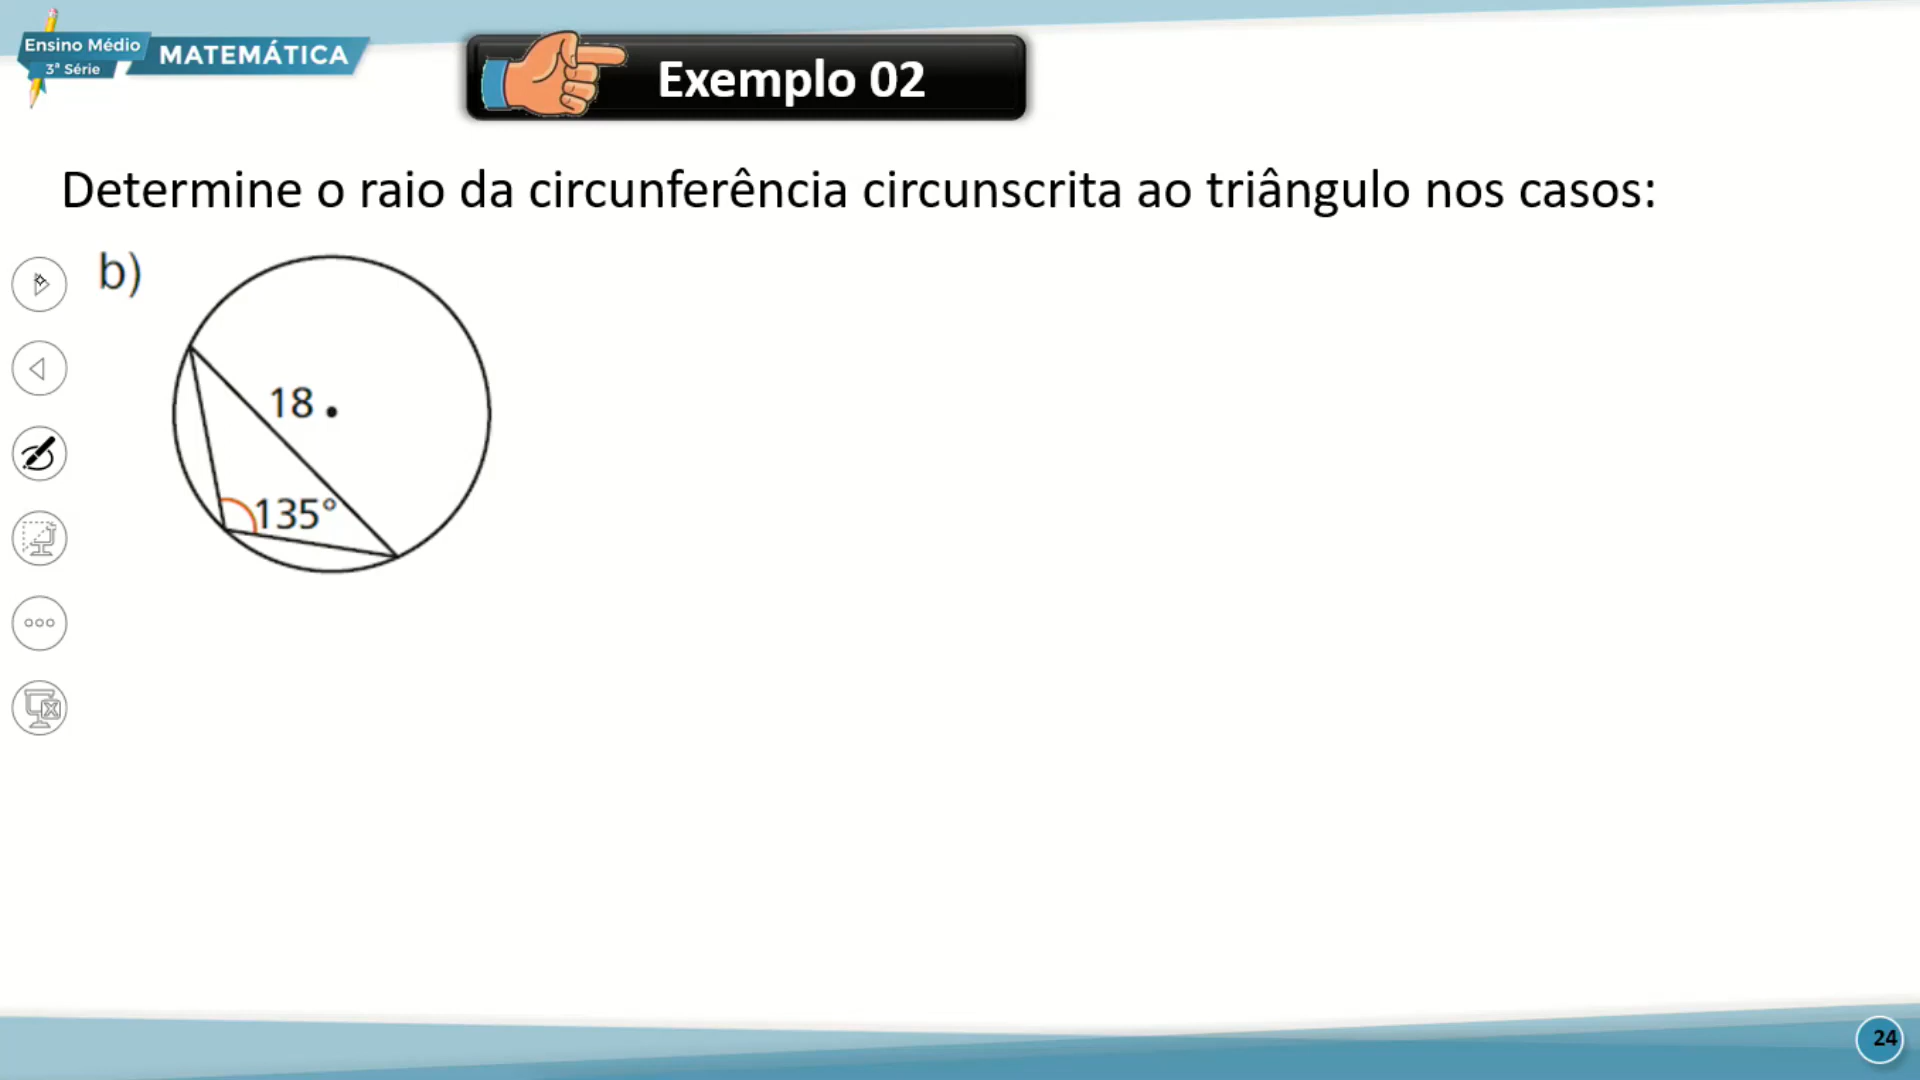 Ensino Médio
3ª Série
MATEMÁTICA
Exemplo 02
Determine o raio da circunferência circunscrita ao triângulo nos casos:
b)
18
135°
24